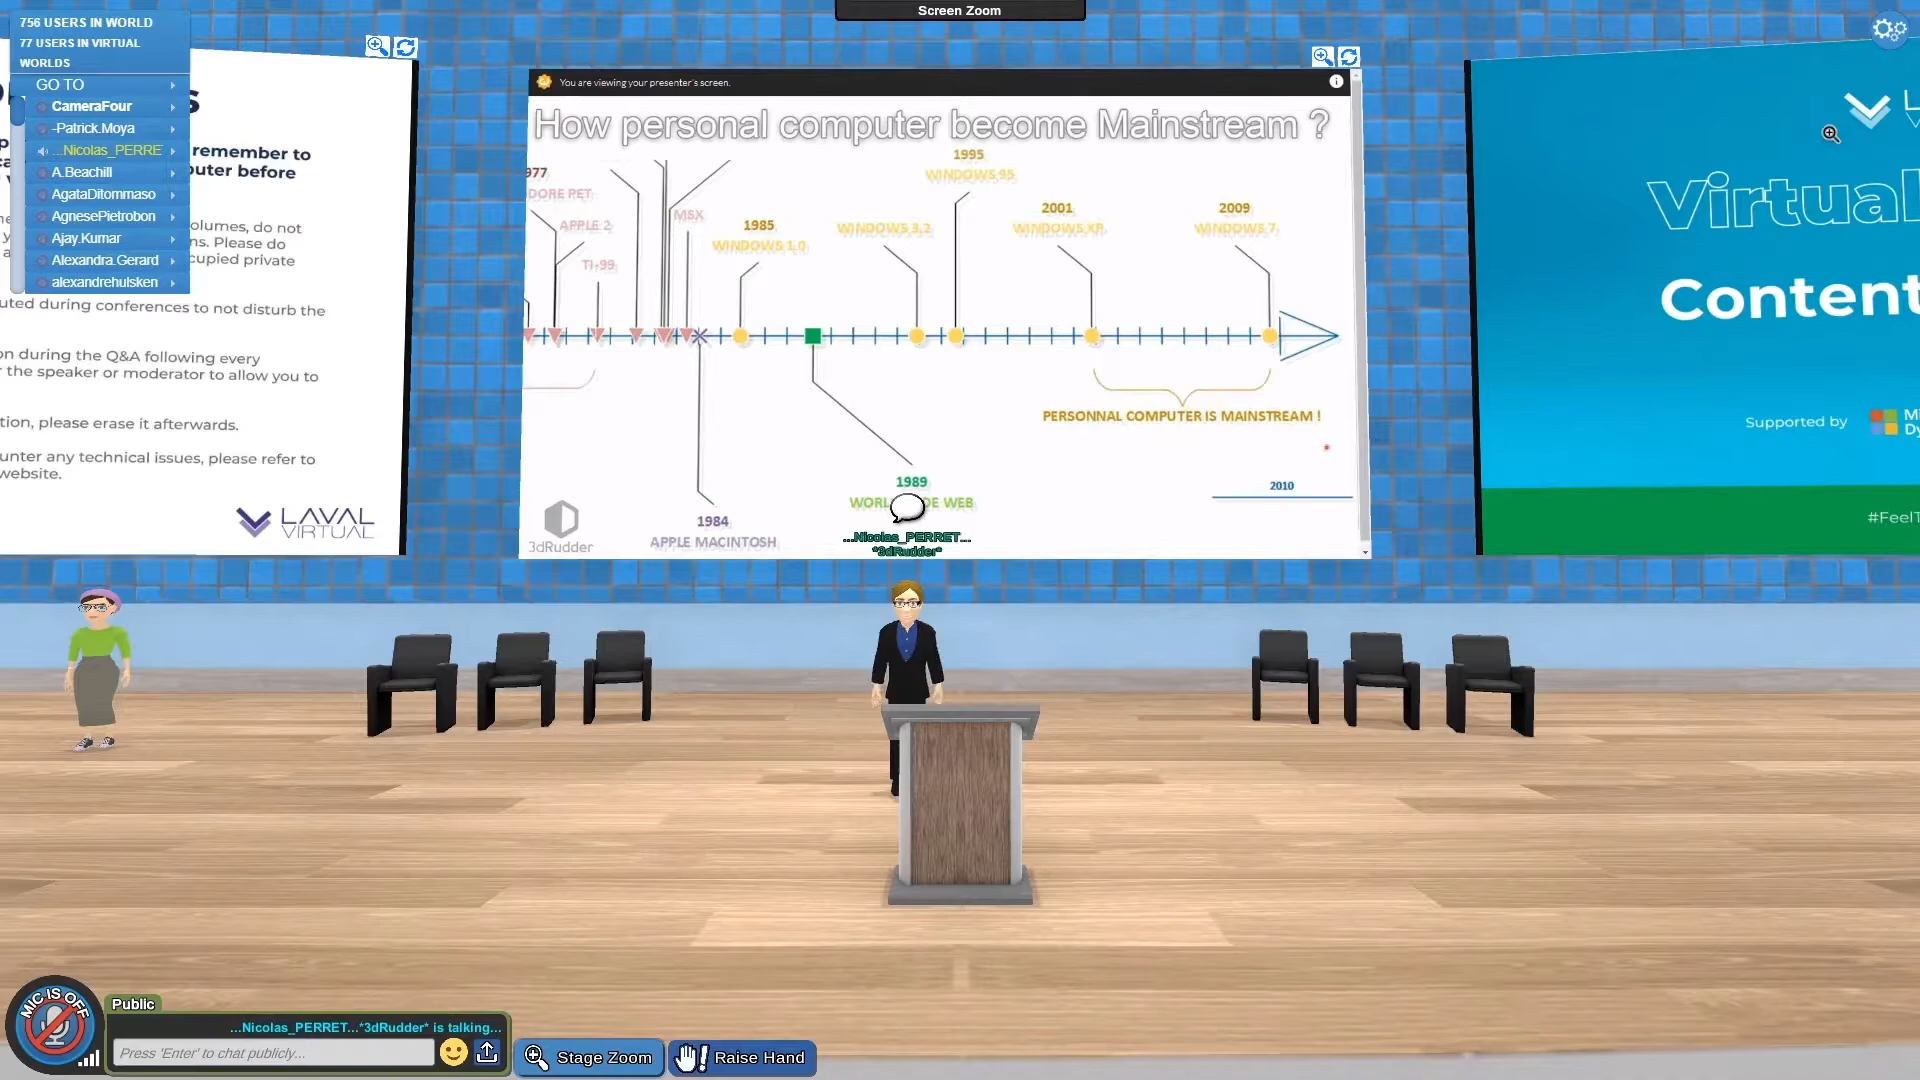 Screen Zoom
756 USERS IN WORLD
77 USERS IN VIRTUAL
WORLDS
GO TO
CameraFour
-Patrick.Moya
...Nicolas_PERRE
A.Beachill
AgataDitommaso
AgnesePietrobon
Ajay.Kumar
Alexandra.Gerard
alexandrehulsken
remember to
before
olumes, do not
ns. Please do
cupied private
uted during conferences to not disturb the
on during the Q&A following every
r the speaker or moderator to allow you to
tion, please erase it afterwards.
unter any technical issues, please refer to
website.
LAVAL
VIRTUAL
You are viewing your presenter's screen.
How personal computer become Mainstream ?
977
DORE PET
APPLE 2
TI-99
MSX
1985
WINDOWS 1.0
WINDOWS 3.2
1995
WINDOWS 95
2001
WINDOWS XP
2009
WINDOWS 7
PERSONNAL COMPUTER IS MAINSTREAM !
1989
WORL DE WEB
2010
1984
APPLE MACINTOSH
3dRudder
...Nicolas_PERRET...
*3dRudder*
Virtual
Content
Supported by
Mi
Dy
#FeelT
MIC IS OFF
Public
...Nicolas_PERRET...*3dRudder* is talking...
Press 'Enter' to chat publicly...
Stage Zoom
Raise Hand